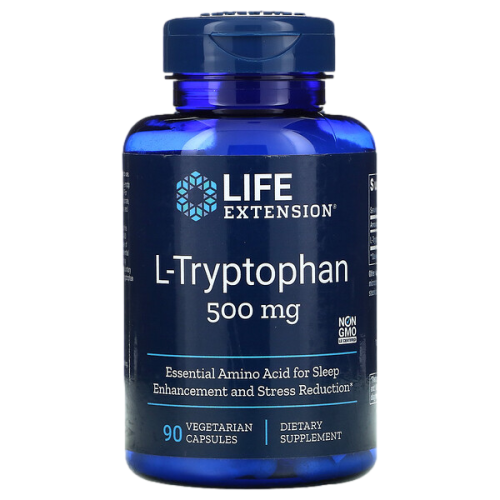 LIFE
EXTENSION®
L-Tryptophan
500 mg
NON
GMO
Essential Amino Acid for Sleep
Enhancement and Stress Reduction*
90 VEGETARIAN CAPSULES
DIETARY SUPPLEMENT